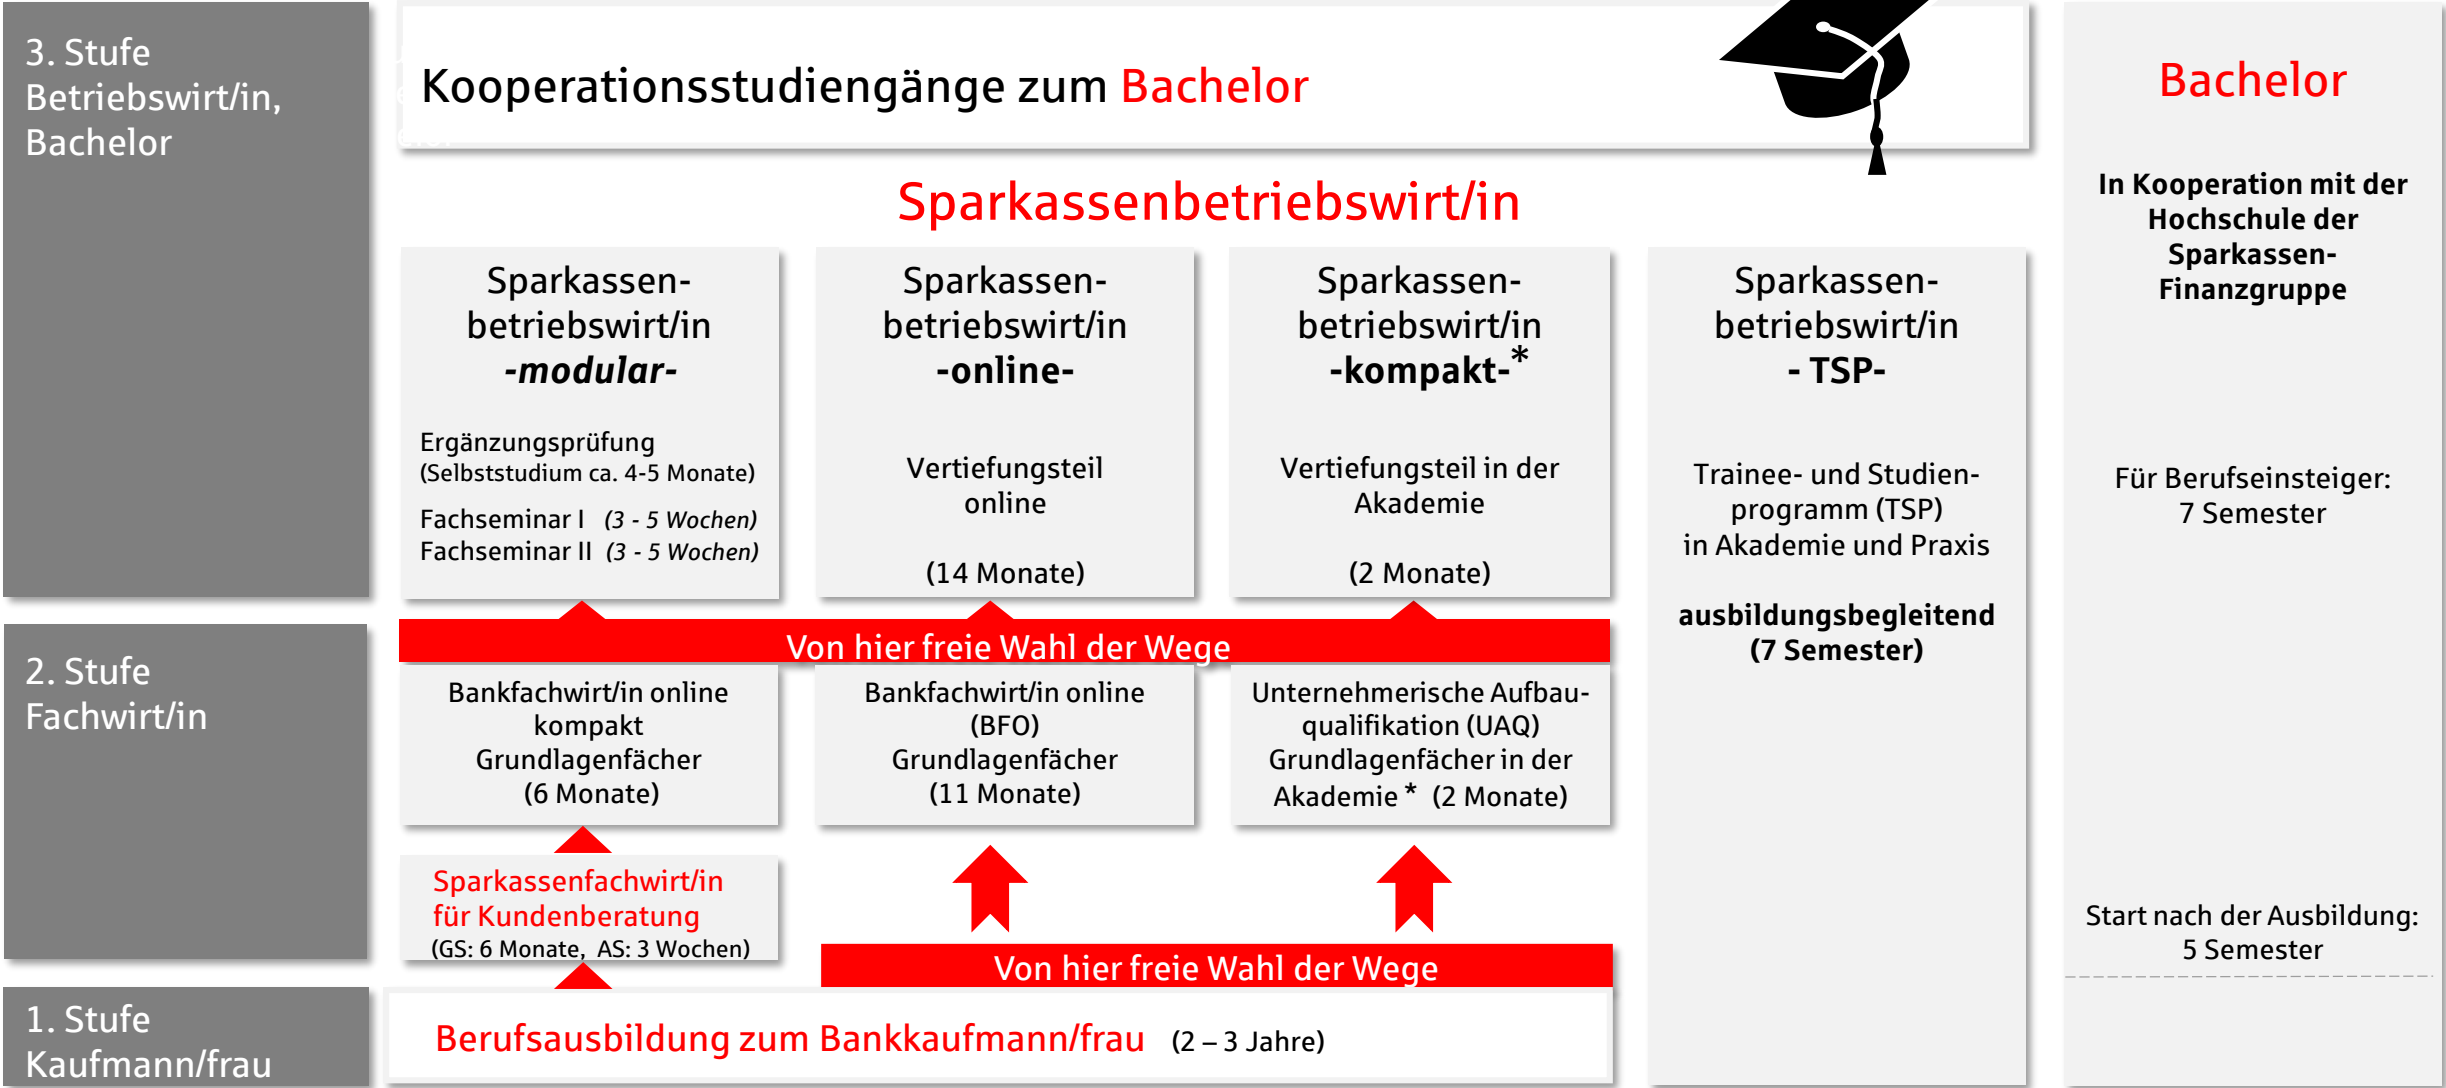 3. Stufe
Betriebswirt/in,
Bachelor
Kooperationsstudiengänge zum Bachelor
Sparkassenbetriebswirt/in
Sparkassen-
betriebswirt/in
-modular-
Ergänzungsprüfung
(Selbststudium ca. 4-5 Monate)
Fachseminar I (3 - 5 Wochen)
Fachseminar II (3 - 5 Wochen)
Sparkassen-
betriebswirt/in
-online-
Vertiefungsteil
online
(14 Monate)
Sparkassen-
betriebswirt/in
-kompakt-*
Vertiefungsteil in der
Akademie
(2 Monate)
Sparkassen-
betriebswirt/in
- TSP-
Trainee- und Studien-
programm (TSP)
in Akademie und Praxis
ausbildungsbegleitend
(7 Semester)
Bachelor
In Kooperation mit der
Hochschule der
Sparkassen-
Finanzgruppe
Für Berufseinsteiger:
7 Semester
Start nach der Ausbildung:
5 Semester
Von hier freie Wahl der Wege
2. Stufe
Fachwirt/in
Bankfachwirt/in online
kompakt
Grundlagenfächer
(6 Monate)
Bankfachwirt/in online
(BFO)
Grundlagenfächer
(11 Monate)
Unternehmerische Aufbau-
qualifikation (UAQ)
Grundlagenfächer in der
Akademie * (2 Monate)
Sparkassenfachwirt/in
für Kundenberatung
(GS: 6 Monate, AS: 3 Wochen)
Von hier freie Wahl der Wege
1. Stufe
Kaufmann/frau
Berufsausbildung zum Bankkaufmann/frau (2 – 3 Jahre)